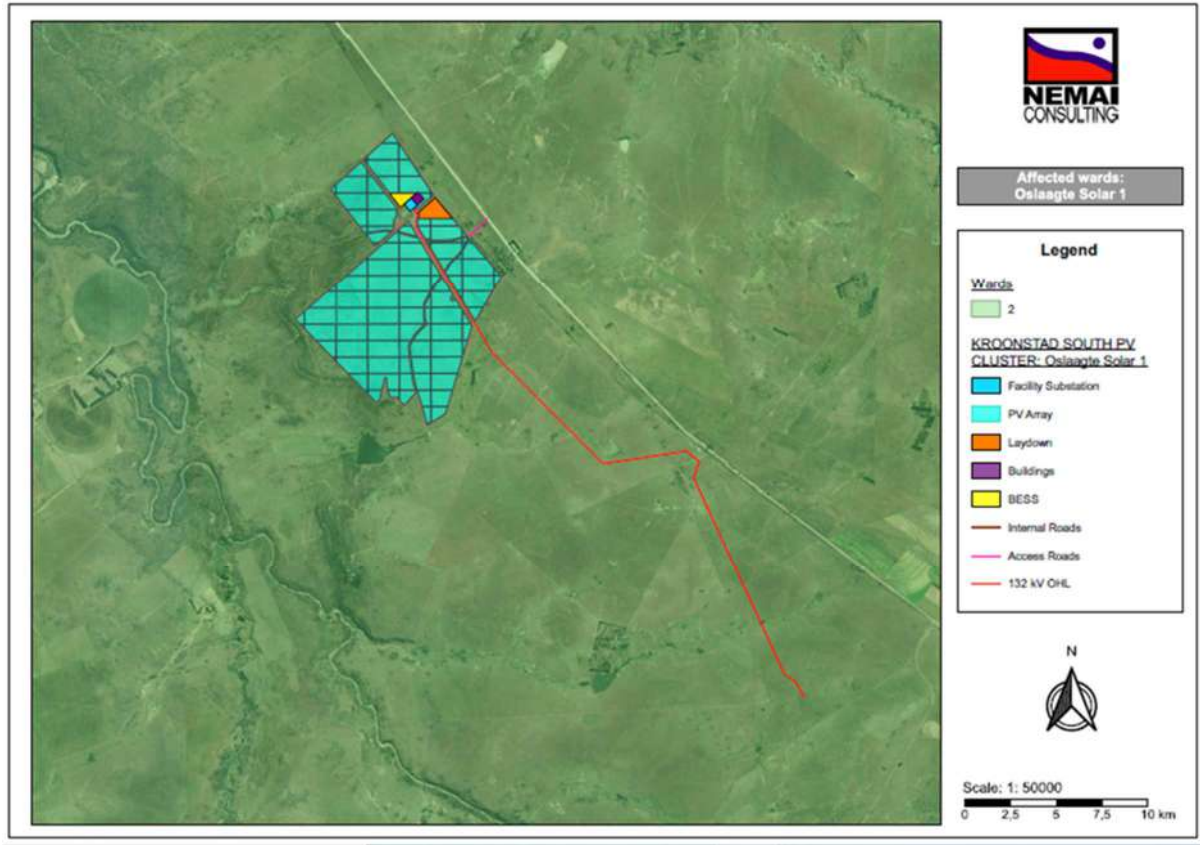 NEMAI
CONSULTING
Affected wards:
Oslaagte Solar 1
Legend
Wards
2
KROONSTAD SOUTH PV
CLUSTER: Oslaagte Solar 1
Facility Substation
PV Array
Laydown
Buildings
BESS
Internal Roads
Access Roads
132 kV OHL
N
Scale: 1: 50000
0 2,5 5 7,5 10 km